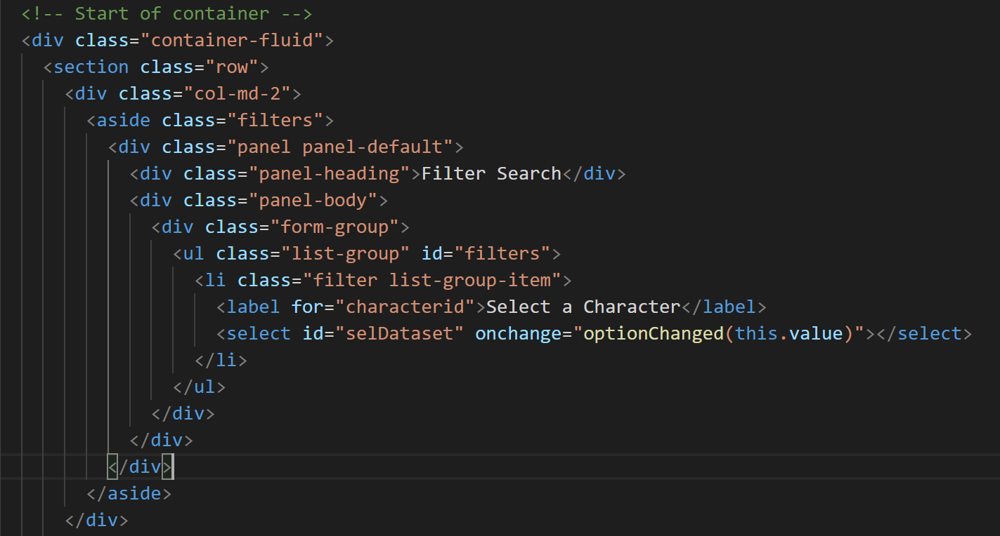 <!-- Start of container -->
<div class="container-fluid">
  <section class="row">
    <div class="col-md-2">
      <aside class="filters">
        <div class="panel panel-default">
          <div class="panel-heading">Filter Search</div>
          <div class="panel-body">
            <div class="form-group">
              <ul class="list-group" id="filters">
                <li class="filter list-group-item">
                  <label for="characterid">Select a Character</label>
                  <select id="selDataset" onchange="optionChanged(this.value)"></select>
                </li>
              </ul>
            </div>
          </div>
        </div>
      </aside>
    </div>